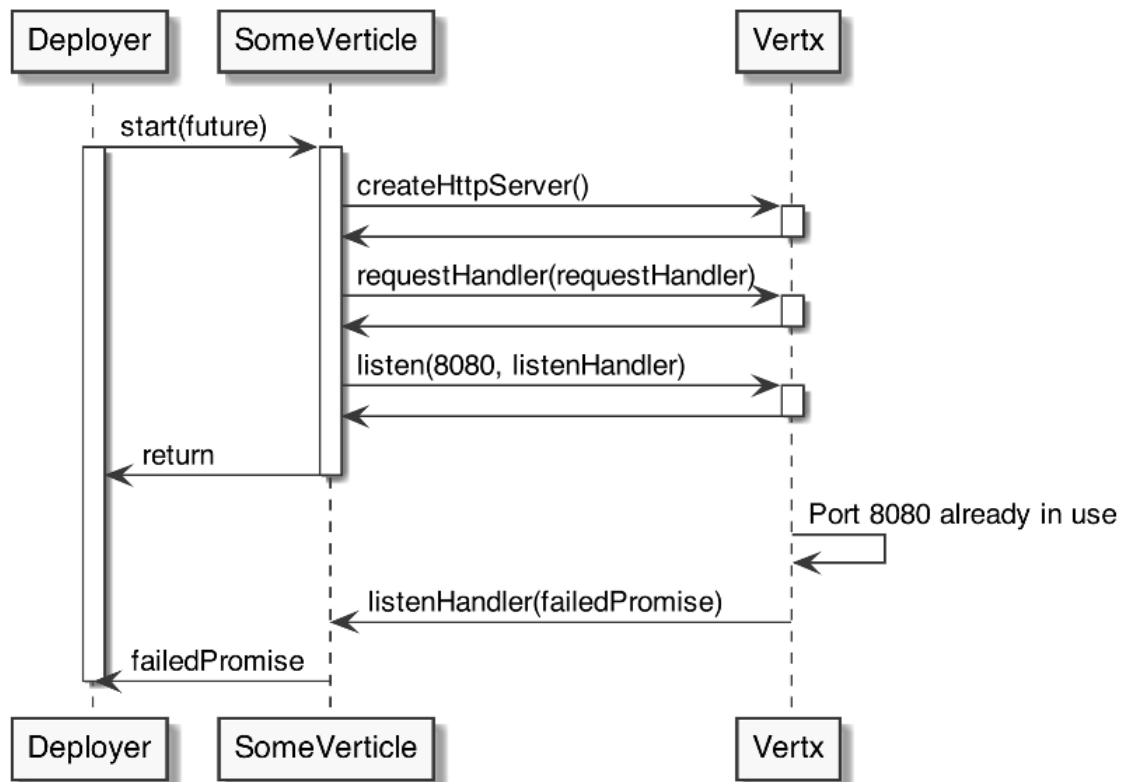 Deployer
SomeVerticle
Vertx
start(future)
createHttpServer()
requestHandler(requestHandler)
listen(8080, listenHandler)
return
Port 8080 already in use
listenHandler(failedPromise)
failedPromise
Deployer
SomeVerticle
Vertx